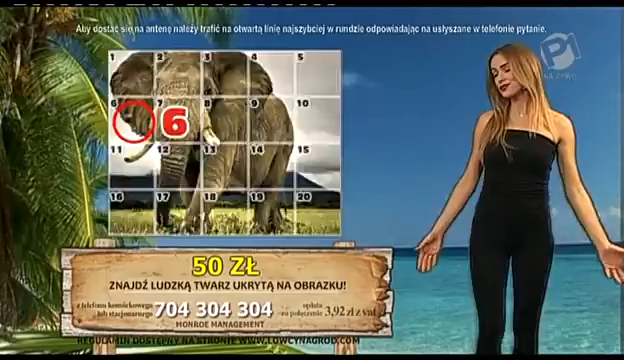 Aby dostać się na antenę należy trafić na otwartą linię najszybciej w rundzie odpowiadając na usłyszane w telefonie pytanie.
P
NA ŻYWO
1 2 3 4 5
6 7 8 9 10
6
11 12 13 14 15
16 17 18 19 20
50 ZŁ
ZNAJDŹ LUDZKĄ TWARZ UKRYTĄ NA OBRAZKU!
z telefonu komórkowego lub stacjonarnego 704 304 304 opłata za połączenie 3,92 zł z vat
MONROE MANAGEMENT
REGULAMIN DOSTĘPNY NA STRONIE WWW.LOWCYNAGROD.COM